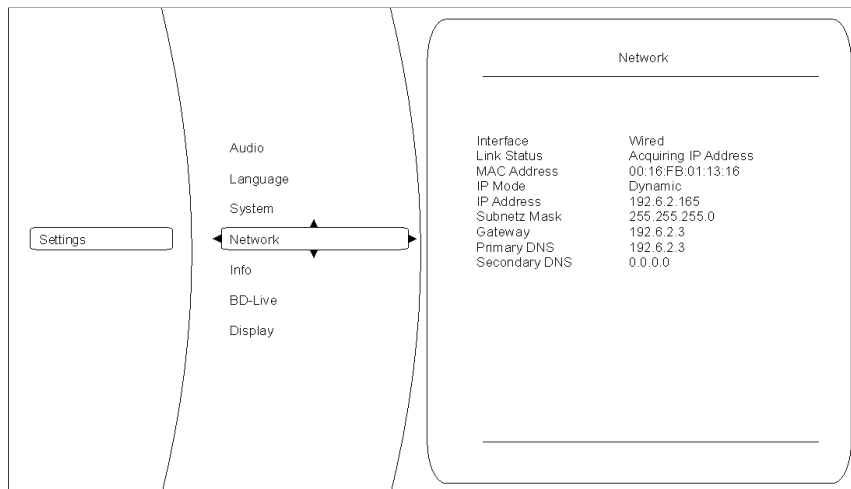 Settings
Audio
Language
System
Network
Info
BD-Live
Display
Network
Interface Wired
Link Status Acquiring IP Address
MAC Address 00:16:FB:01:13:16
IP Mode Dynamic
IP Address 192.6.2.165
Subnetz Mask 255.255.255.0
Gateway 192.6.2.3
Primary DNS 192.6.2.3
Secondary DNS 0.0.0.0